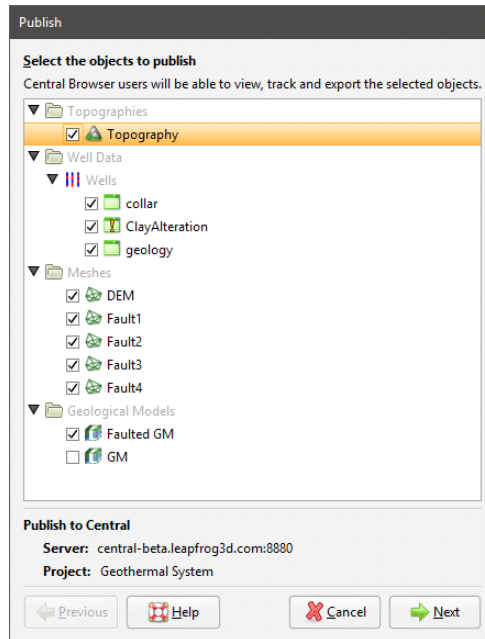 Publish
Select the objects to publish
Central Browser users will be able to view, track and export the selected objects.
Topographies
Topography
Well Data
Wells
collar
ClayAlteration
geology
Meshes
DEM
Fault1
Fault2
Fault3
Fault4
Geological Models
Faulted GM
GM
Publish to Central
Server: central-beta.leapfrog3d.com:8880
Project: Geothermal System
Previous Help Cancel Next